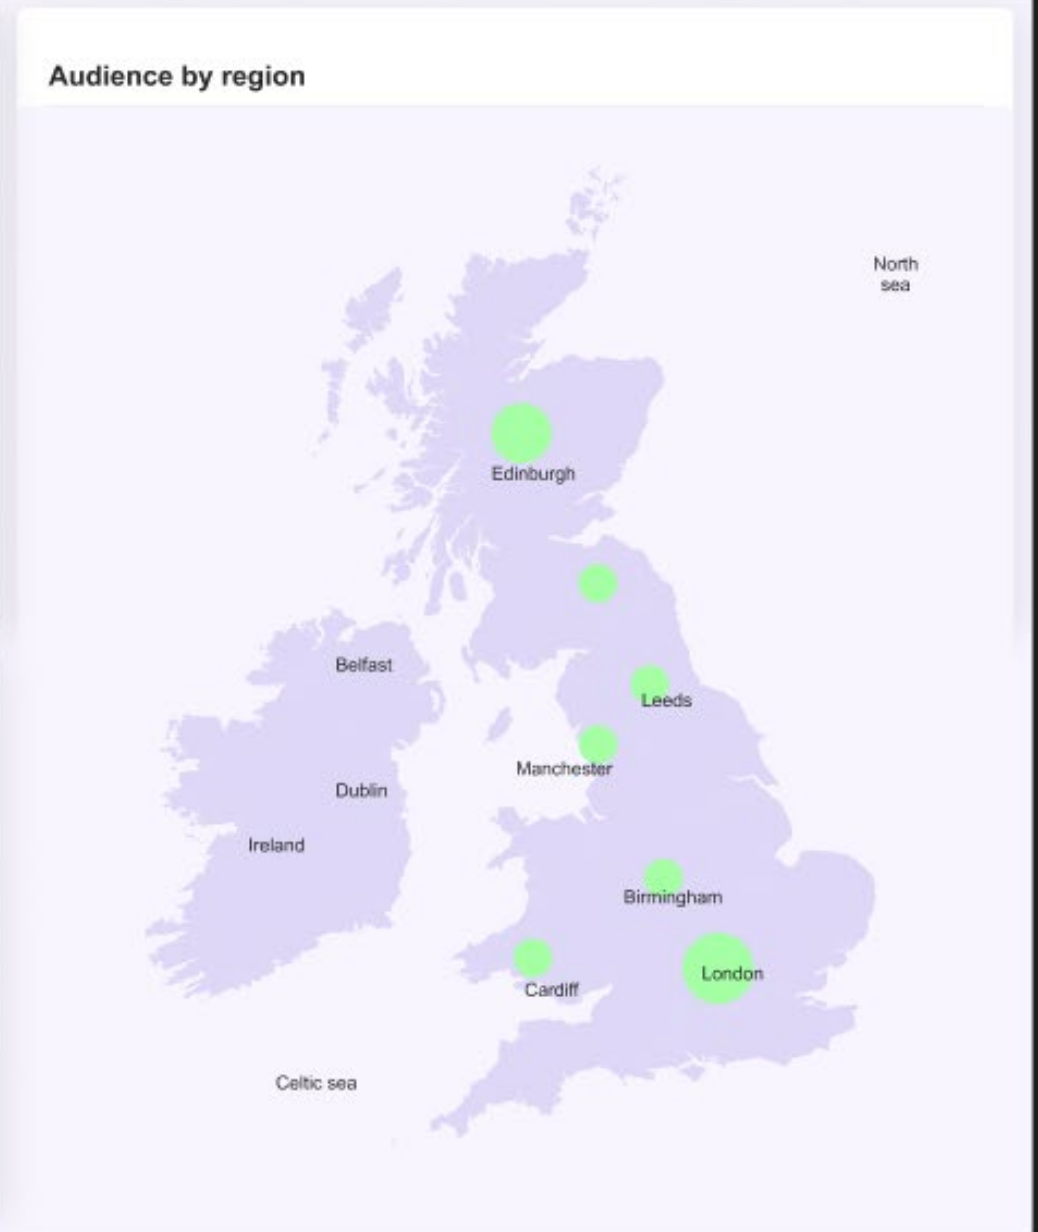 Audience by region
North
sea
Edinburgh
Belfast
Leeds
Manchester
Dublin
Ireland
Birmingham
London
Cardiff
Celtic sea